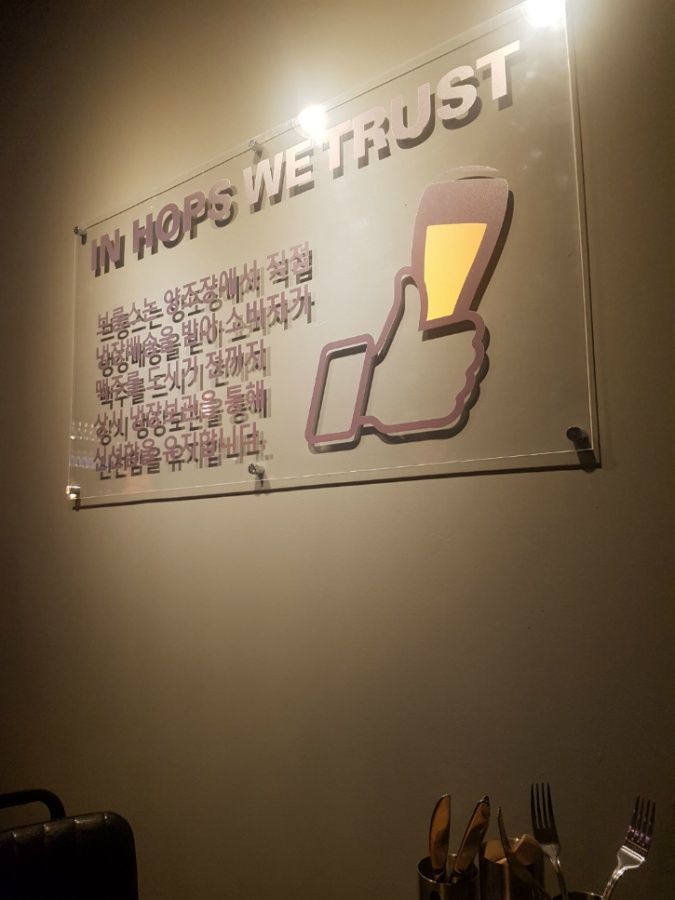 IN HOPS WE TRUST
브롱스는 양조장에서 직접
냉장배송을 받아 소비자가
맥주를 드시기 전까지
상시 냉장보관을 통해
신선함을 유지합니다.